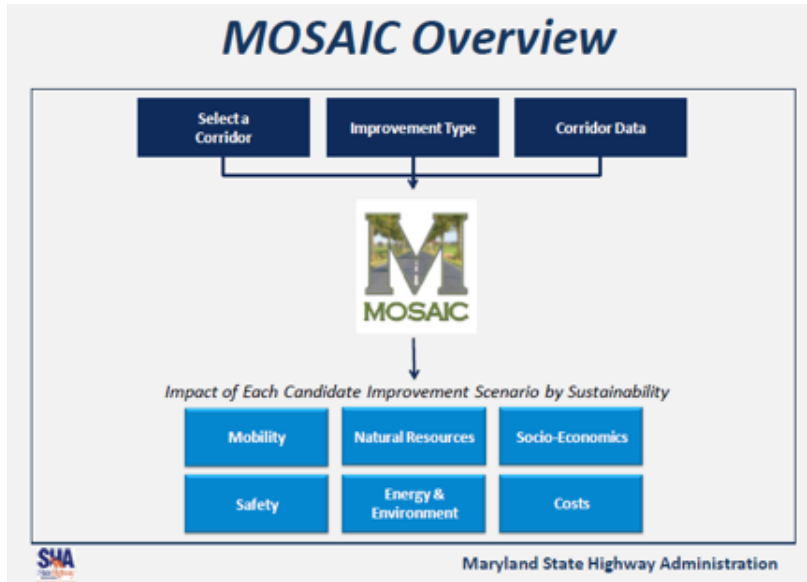 MOSAIC Overview
Select a
Corridor
Improvement Type
Corridor Data
M
MOSAIC
Impact of Each Candidate Improvement Scenario by Sustainability
Mobility
Natural Resources
Socio-Economics
Safety
Energy &
Environment
Costs
SHA
Maryland State Highway Administration